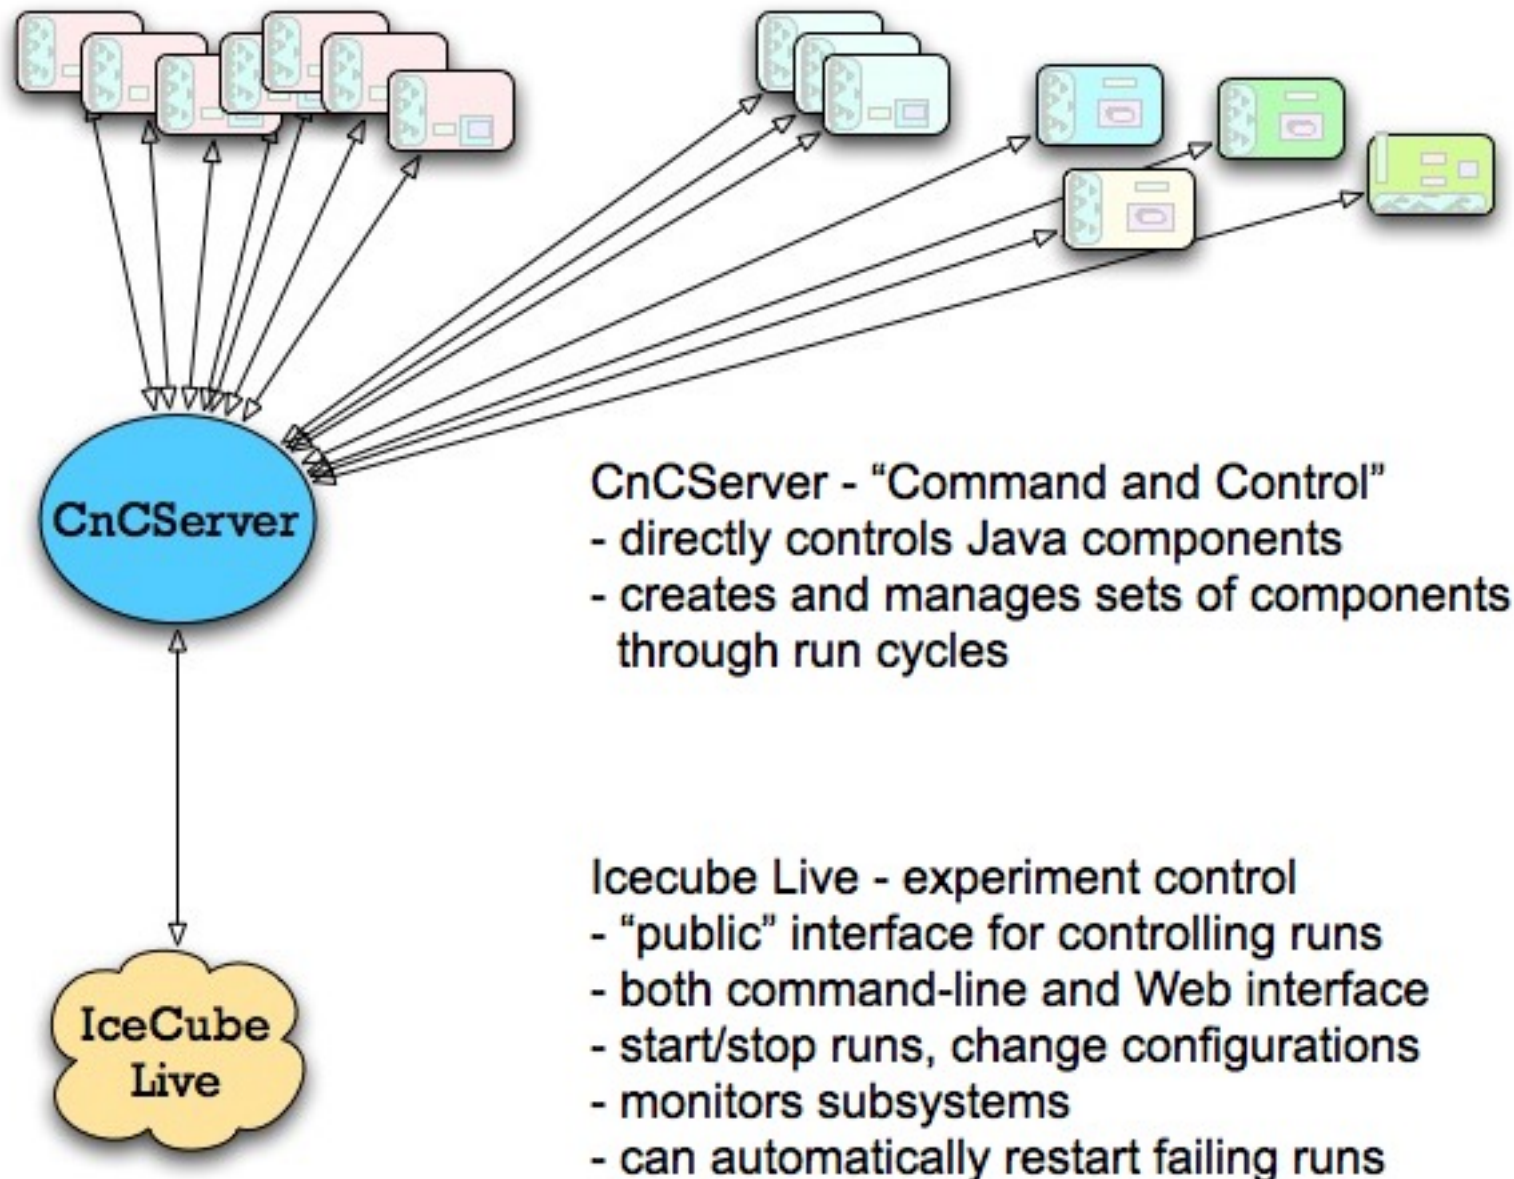 CnCServer
CnCServer - “Command and Control”
- directly controls Java components
- creates and manages sets of components
through run cycles
IceCube
Live
Icecube Live - experiment control
- “public” interface for controlling runs
- both command-line and Web interface
- start/stop runs, change configurations
- monitors subsystems
- can automatically restart failing runs